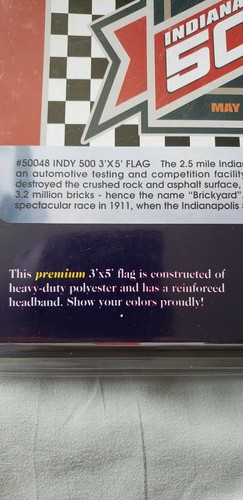 INDIANA
50
MAY
#50048 INDY 500 3'X5' FLAG The 2.5 mile India
an automotive testing and competition facility
destroyed the crushed rock and asphalt surface,
3.2 million bricks - hence the name "Brickyard".
spectacular race in 1911, when the Indianapolis
This premium 3'x5' flag is constructed of
heavy-duty polyester and has a reinforced
headband. Show your colors proudly!